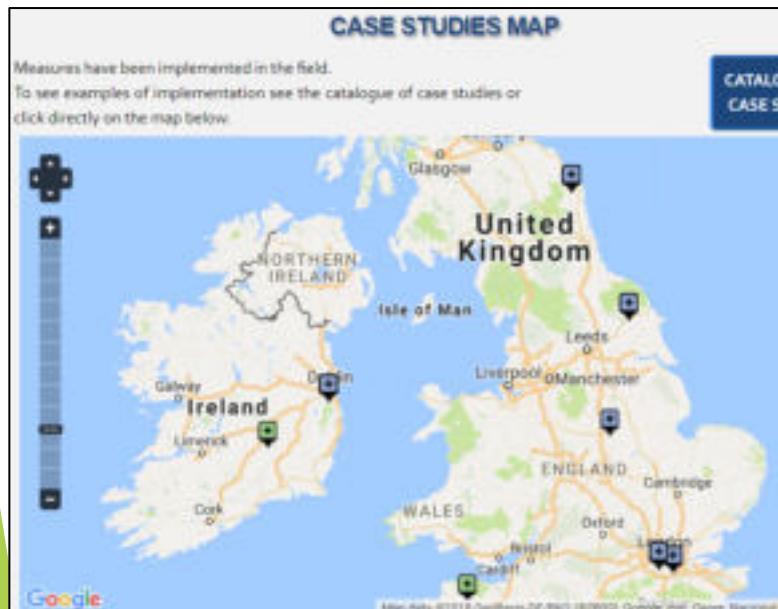 CASE STUDIES MAP
Measures have been implemented in the field.
To see examples of implementation see the catalogue of case studies or
click directly on the map below.
CATALO
CASE S
Glasgow
United
Kingdom
NORTHERN
IRELAND
Isle of Man
Leeds
Liverpool
Manchester
Galway
Ireland
Limerick
ENGLAND
Cambridge
Cork
WALES
Oxford
Bristol
Cardiff
Google